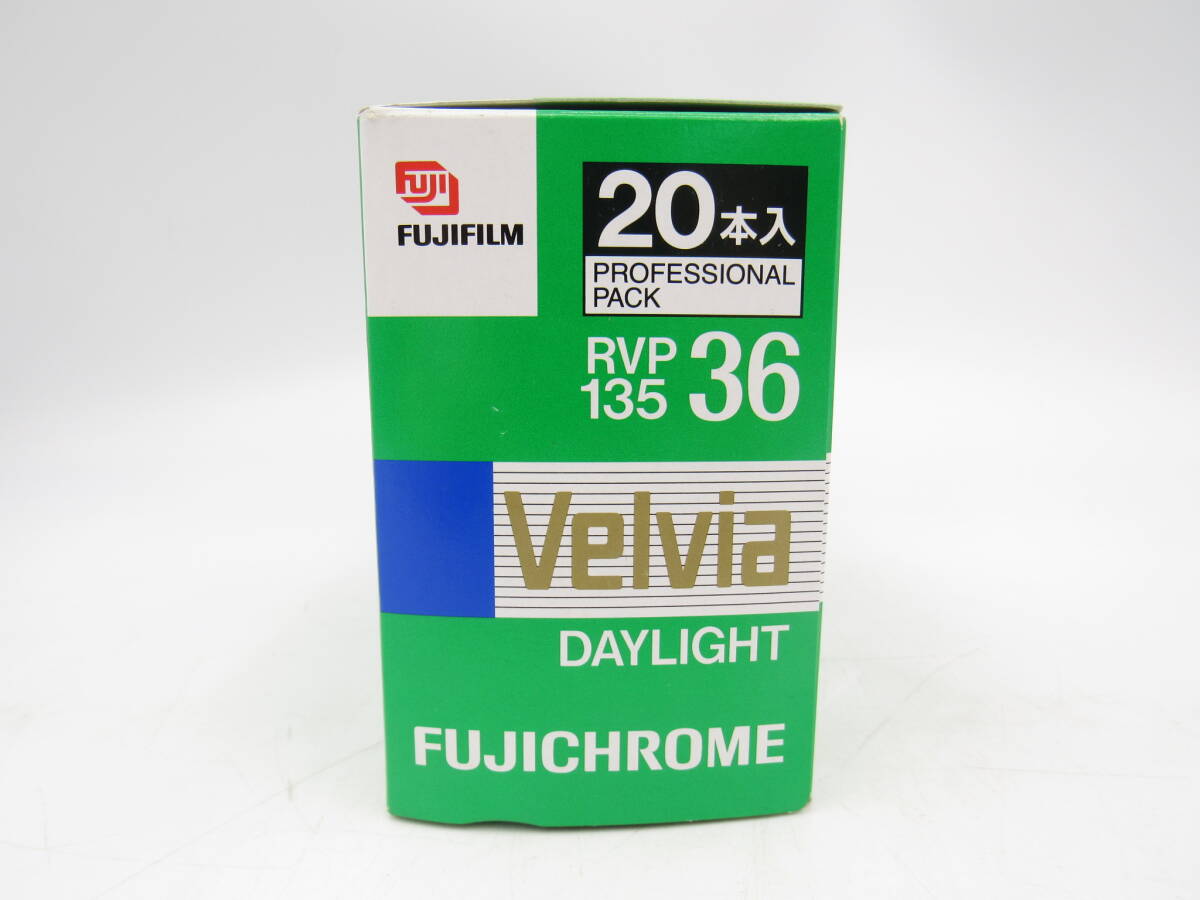 FUJI
FUJIFILM
20本入
PROFESSIONAL
PACK
RVP
135 36
Velvia
DAYLIGHT
FUJICHROME